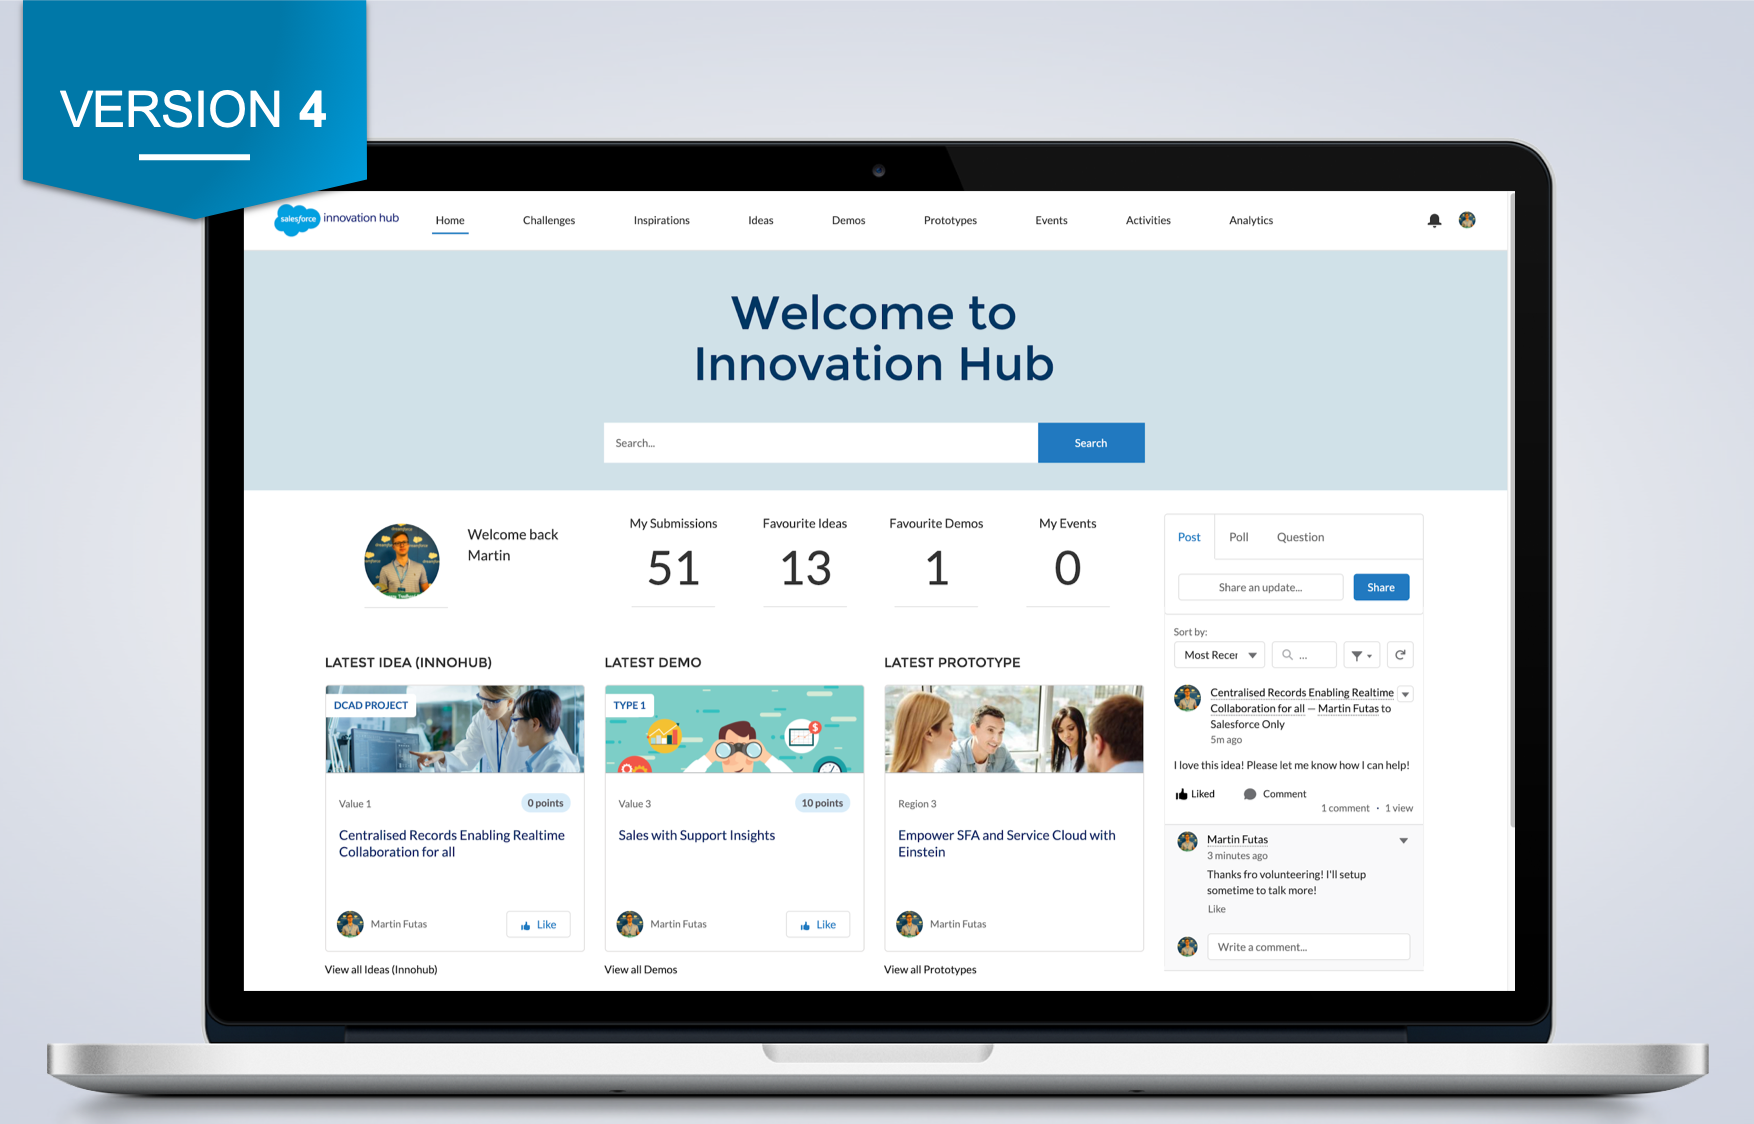 VERSION 4
salesforce innovation hub
Home
Challenges
Inspirations
Ideas
Demos
Prototypes
Events
Activities
Analytics
Welcome to
Innovation Hub
Search...
Search
Welcome back
Martin
My Submissions
51
Favourite Ideas
13
Favourite Demos
1
My Events
0
LATEST IDEA (INNOHUB)
DCAD PROJECT
Value 1
0 points
Centralised Records Enabling Realtime
Collaboration for all
Martin Futas
Like
View all Ideas (Innohub)
LATEST DEMO
TYPE 1
$
Value 3
10 points
Sales with Support Insights
Martin Futas
Like
View all Demos
LATEST PROTOTYPE
Region 3
Empower SFA and Service Cloud with
Einstein
Martin Futas
View all Prototypes
Post
Poll
Question
Share an update...
Share
Sort by:
Most Recer
...
Centralised Records Enabling Realtime
Collaboration for all — Martin Futas to
Salesforce Only
5m ago
I love this idea! Please let me know how I can help!
Liked
Comment
1 comment · 1 view
Martin Futas
3 minutes ago
Thanks fro volunteering! I'll setup
sometime to talk more!
Like
Write a comment...